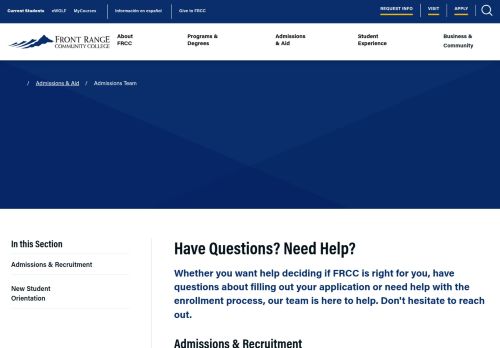 Current Students eWOLF MyCourses Información en español Give to FRCC REQUEST INFO VISIT APPLY
FRONT RANGE
COMMUNITY COLLEGE
About
FRCC
Programs &
Degrees
Admissions
& Aid
Student
Experience
Business &
Community
/ Admissions & Aid / Admissions Team
In this Section
Admissions & Recruitment
New Student
Orientation
Have Questions? Need Help?
Whether you want help deciding if FRCC is right for you, have
questions about filling out your application or need help with the
enrollment process, our team is here to help. Don't hesitate to reach
out.
Admissions & Recruitment